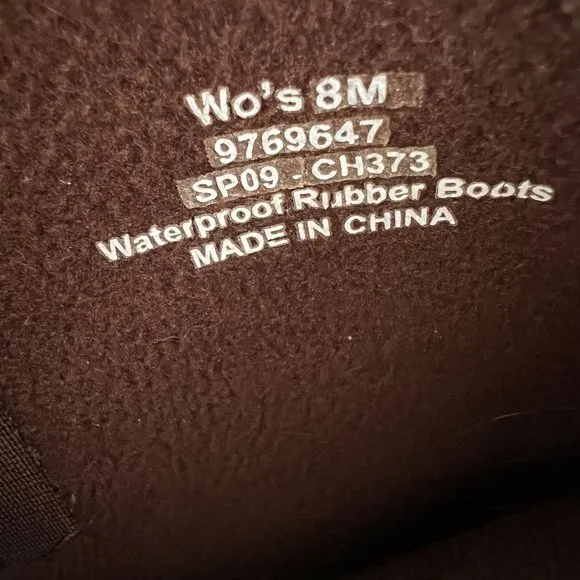 Wo's 8M
9769647
SP09 - CH373
Waterproof Rubber Boots
MADE IN CHINA